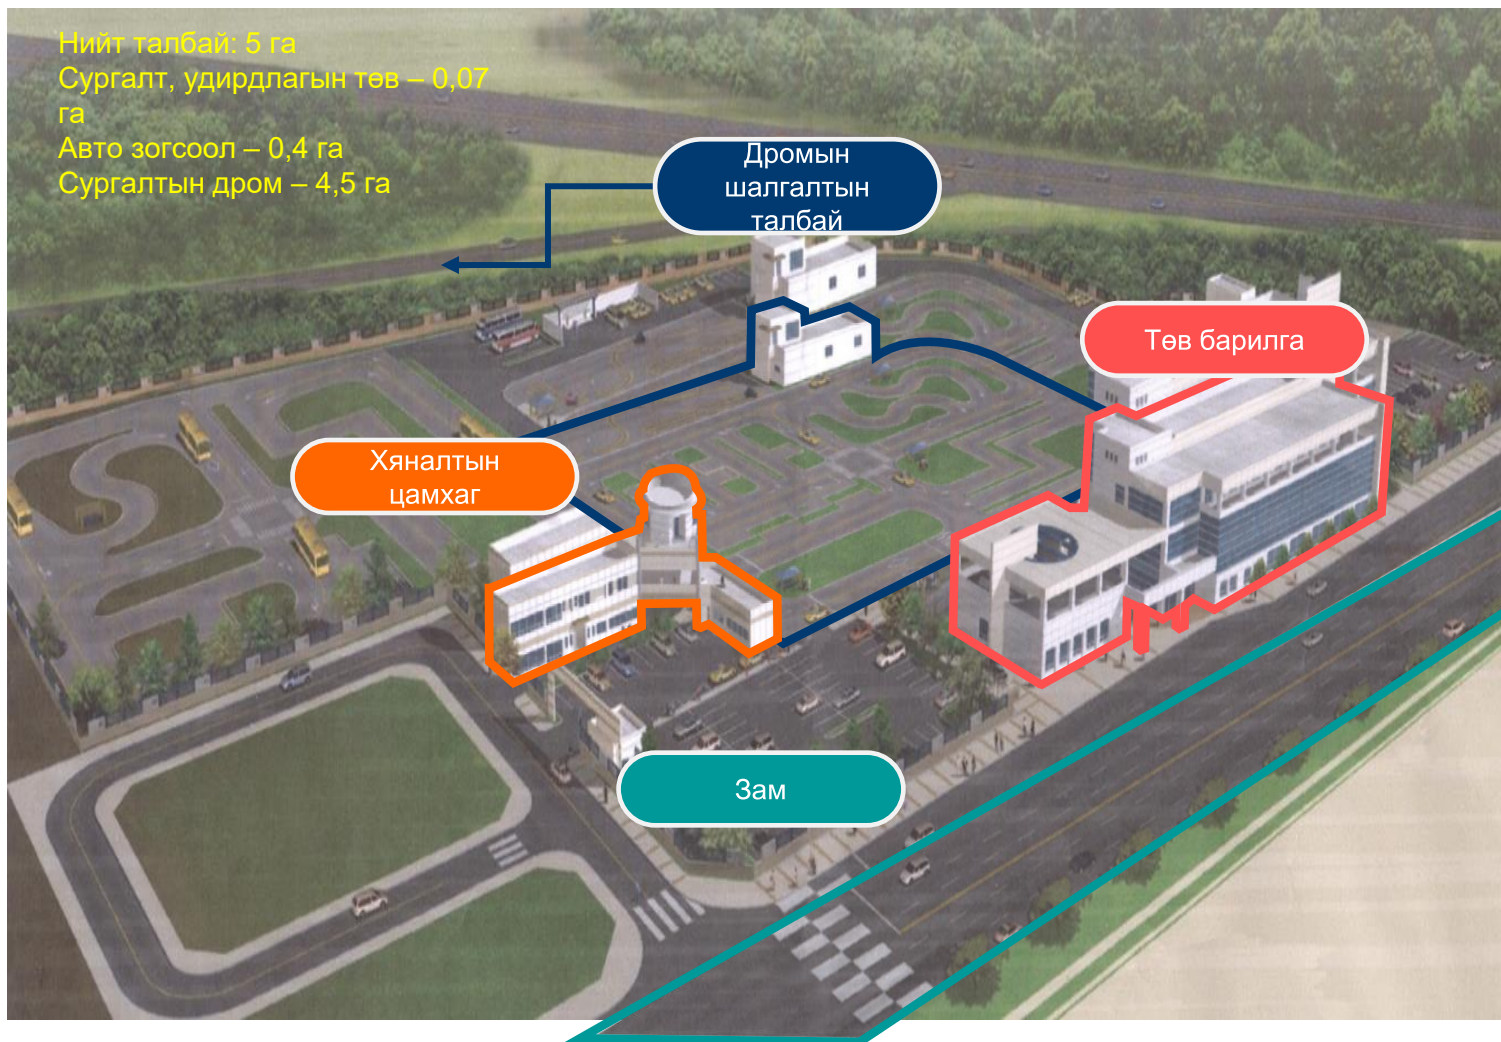 Нийт талбай: 5 га
Сургалт, удирдлагын төв – 0,07
га
Авто зогсоол – 0,4 га
Сургалтын дром – 4,5 га
Дромын
шалгалтын
талбай
Төв барилга
Хяналтын
цамхаг
Зам